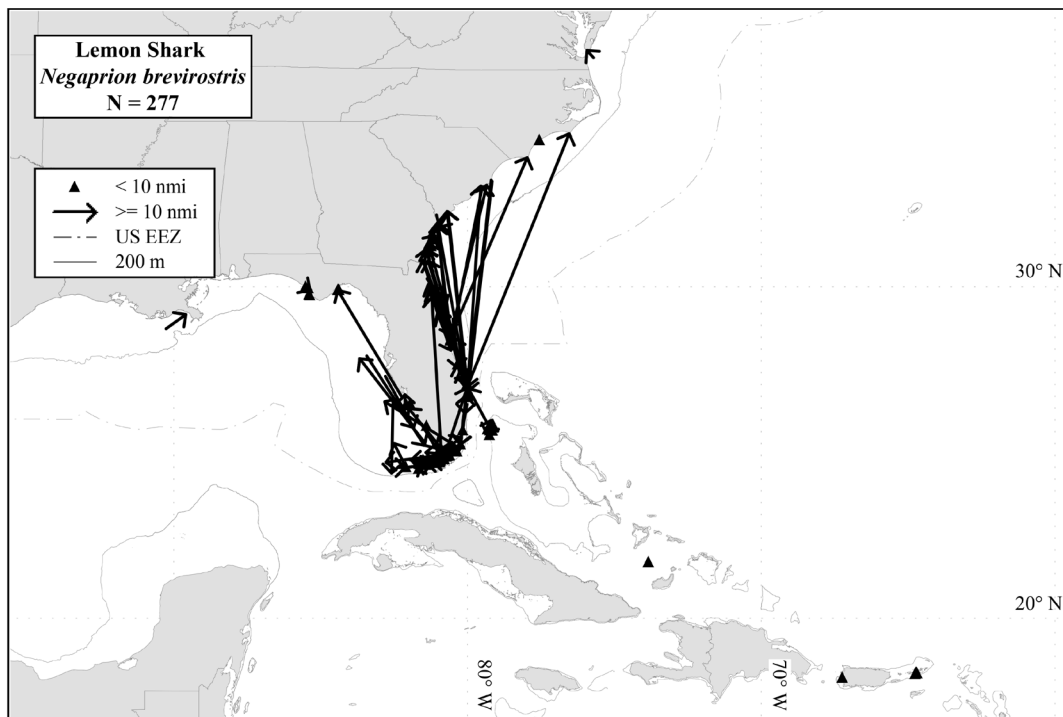 Lemon Shark
Negaprion brevirostris
N = 277
< 10 nmi
>= 10 nmi
US EEZ
200 m
30° N
20° N
80° W
70° W